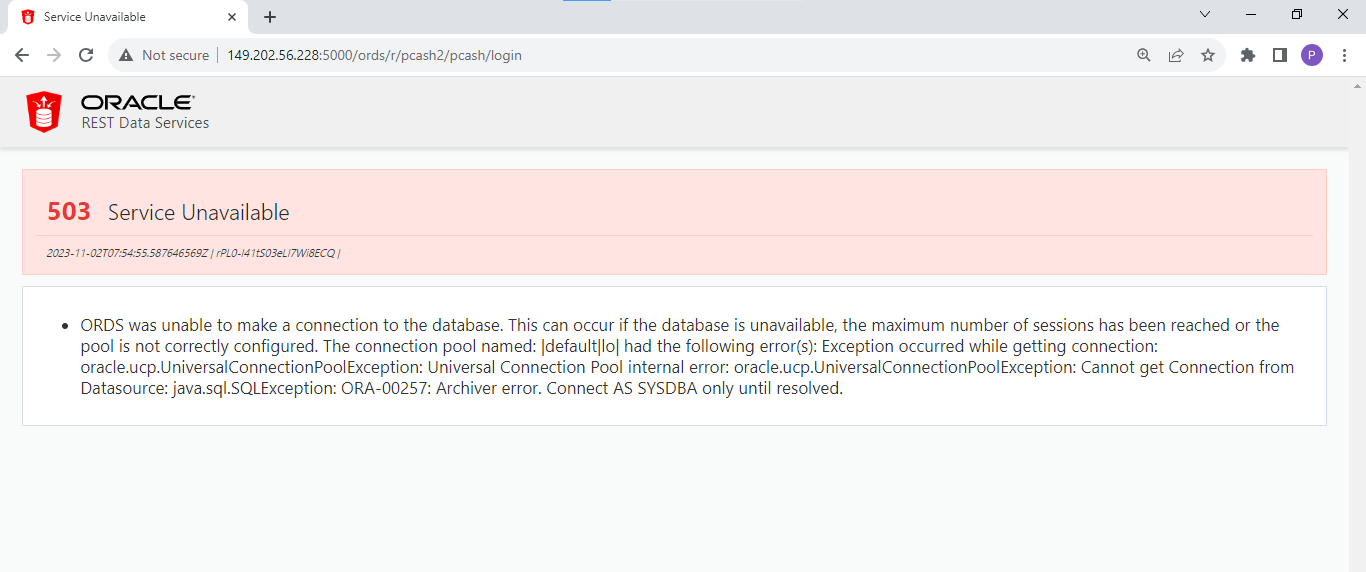 Service Unavailable
Not secure
149.202.56.228:5000/ords/r/pcash2/pcash/login
P
ORACLE
REST Data Services
503 Service Unavailable
2023-11-02T07:54:55.587646569Z |
ORDS was unable to make a connection to the database. This can occur if the database is unavailable, the maximum number of sessions has been reached or the
pool is not correctly configured. The connection pool named: |default|lo| had the following error(s): Exception occurred while getting connection:
oracle.ucp.UniversalConnectionPoolException: Universal Connection Pool internal error: oracle.ucp.UniversalConnectionPoolException: Cannot get Connection from
Datasource: java.sql.SQLException: ORA-00257: Archiver error. Connect AS SYSDBA only until resolved.